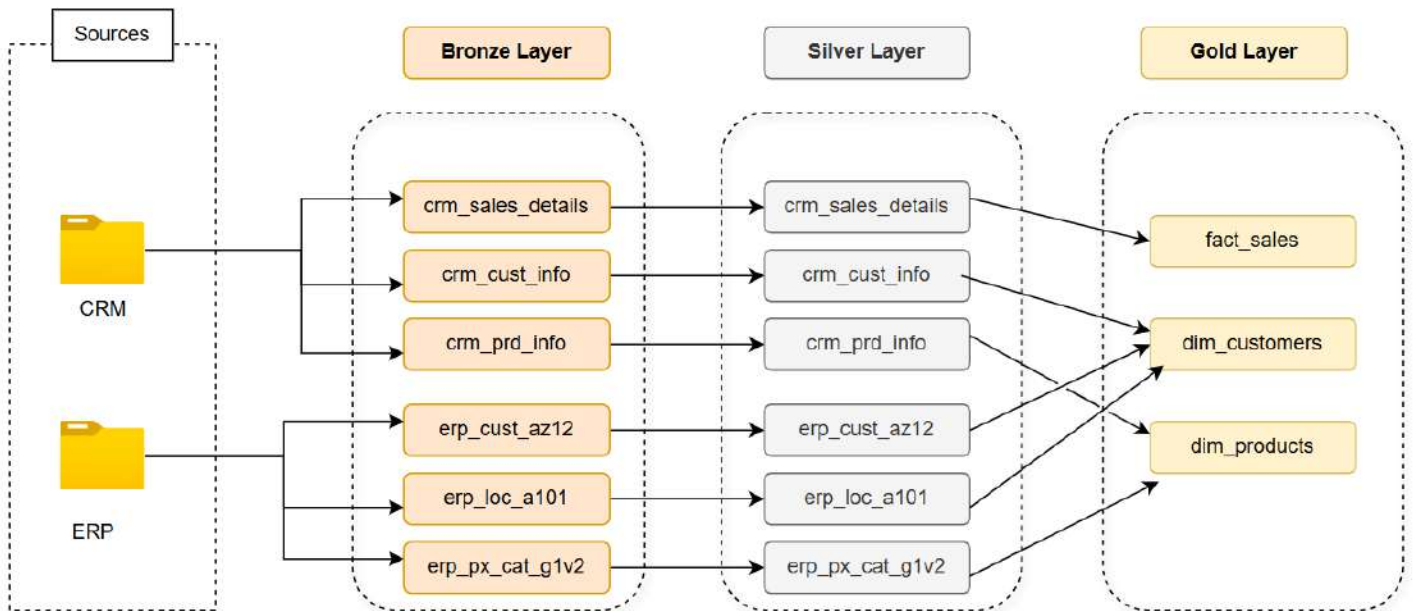 Sources
Bronze Layer
Silver Layer
Gold Layer
CRM
ERP
crm_sales_details
crm_cust_info
crm_prd_info
erp_cust_az12
erp_loc_a101
erp_px_cat_g1v2
crm_sales_details
crm_cust_info
crm_prd_info
erp_cust_az12
erp_loc_a101
erp_px_cat_g1v2
fact_sales
dim_customers
dim_products